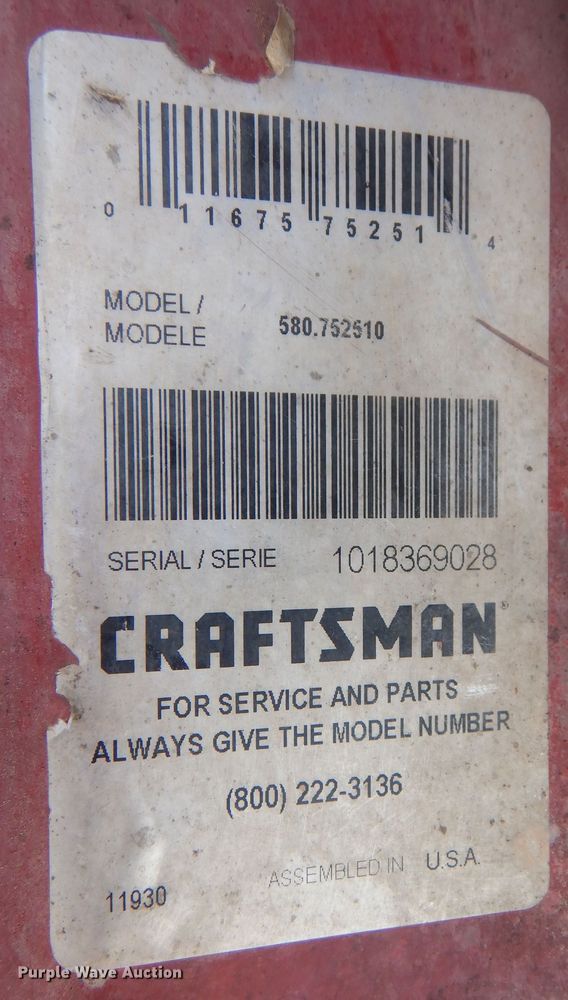 0 11675 75251 4
MODEL /
MODELE 580.752510
SERIAL / SERIE 1018369028
CRAFTSMAN®
FOR SERVICE AND PARTS
ALWAYS GIVE THE MODEL NUMBER
(800) 222-3136
ASSEMBLED IN U.S.A.
11930
Purple Wave Auction